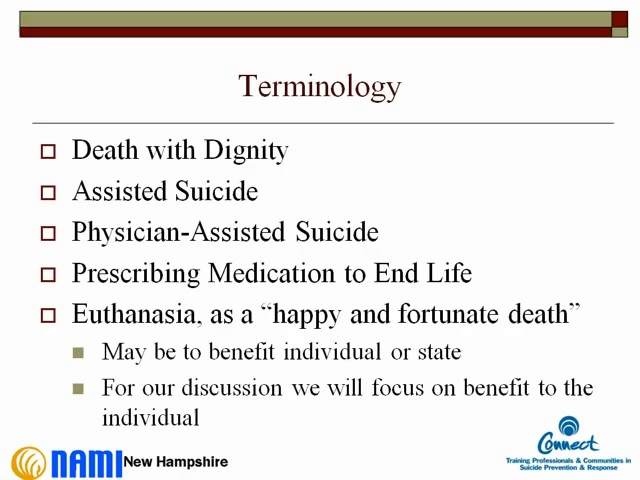 Terminology
Death with Dignity
Assisted Suicide
Physician-Assisted Suicide
Prescribing Medication to End Life
Euthanasia, as a “happy and fortunate death”
May be to benefit individual or state
For our discussion we will focus on benefit to the
individual
NAMI New Hampshire
Connect
Training Professionals & Communities in
Suicide Prevention & Response